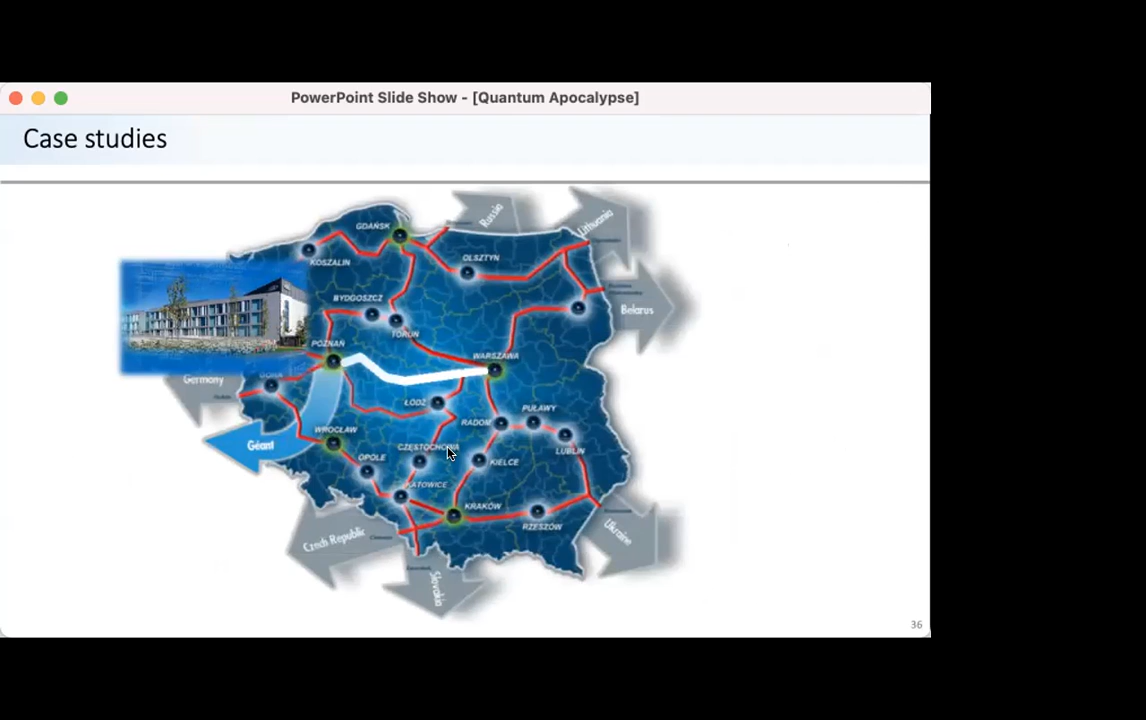 PowerPoint Slide Show - [Quantum Apocalypse]
Case studies
Russia
Lithuania
GDAŃSK
KOSZALIN
OLSZTYN
BYDGOSZCZ
TORUŃ
Belarus
POZNAŃ
WARSZAWA
Germany
GÓRA
ŁÓDŹ
PUŁAWY
RADOM
WROCŁAW
Géant
CZĘSTOCHOWA
LUBLIN
OPOLE
KIELCE
KATOWICE
KRAKÓW
RZESZÓW
Ukraine
Czech Republic
Slovakia
36